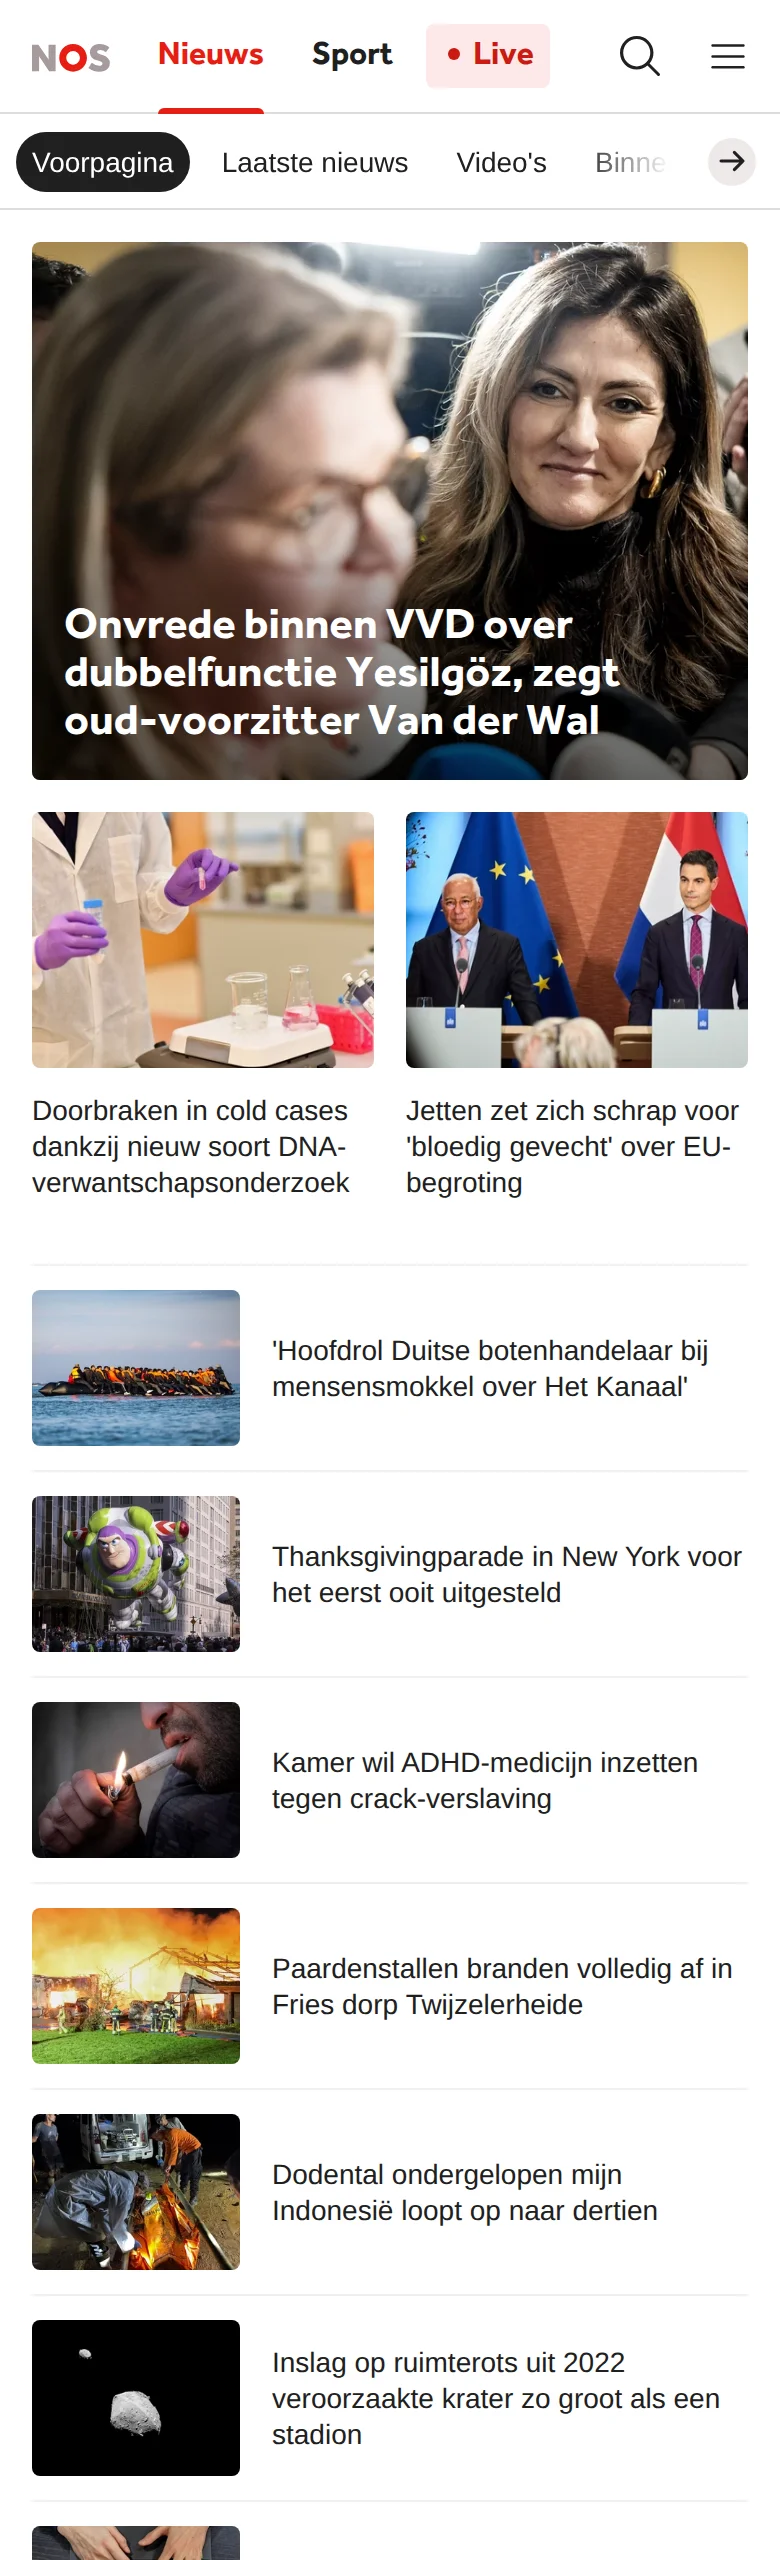 NOS
Nieuws
Sport
Live
Voorpagina
Laatste nieuws
Video's
Binne
Onvrede binnen VVD over
dubbelfunctie Yesilgöz, zegt
oud-voorzitter Van der Wal
Doorbraken in cold cases
dankzij nieuw soort DNA-
verwantschapsonderzoek
Jetten zet zich schrap voor
'bloedig gevecht' over EU-
begroting
'Hoofdrol Duitse botenhandelaar bij
mensensmokkel over Het Kanaal'
Thanksgivingparade in New York voor
het eerst ooit uitgesteld
Kamer wil ADHD-medicijn inzetten
tegen crack-verslaving
Paardenstallen branden volledig af in
Fries dorp Twijzelerheide
Dodental ondergelopen mijn
Indonesië loopt op naar dertien
Inslag op ruimterots uit 2022
veroorzaakte krater zo groot als een
stadion